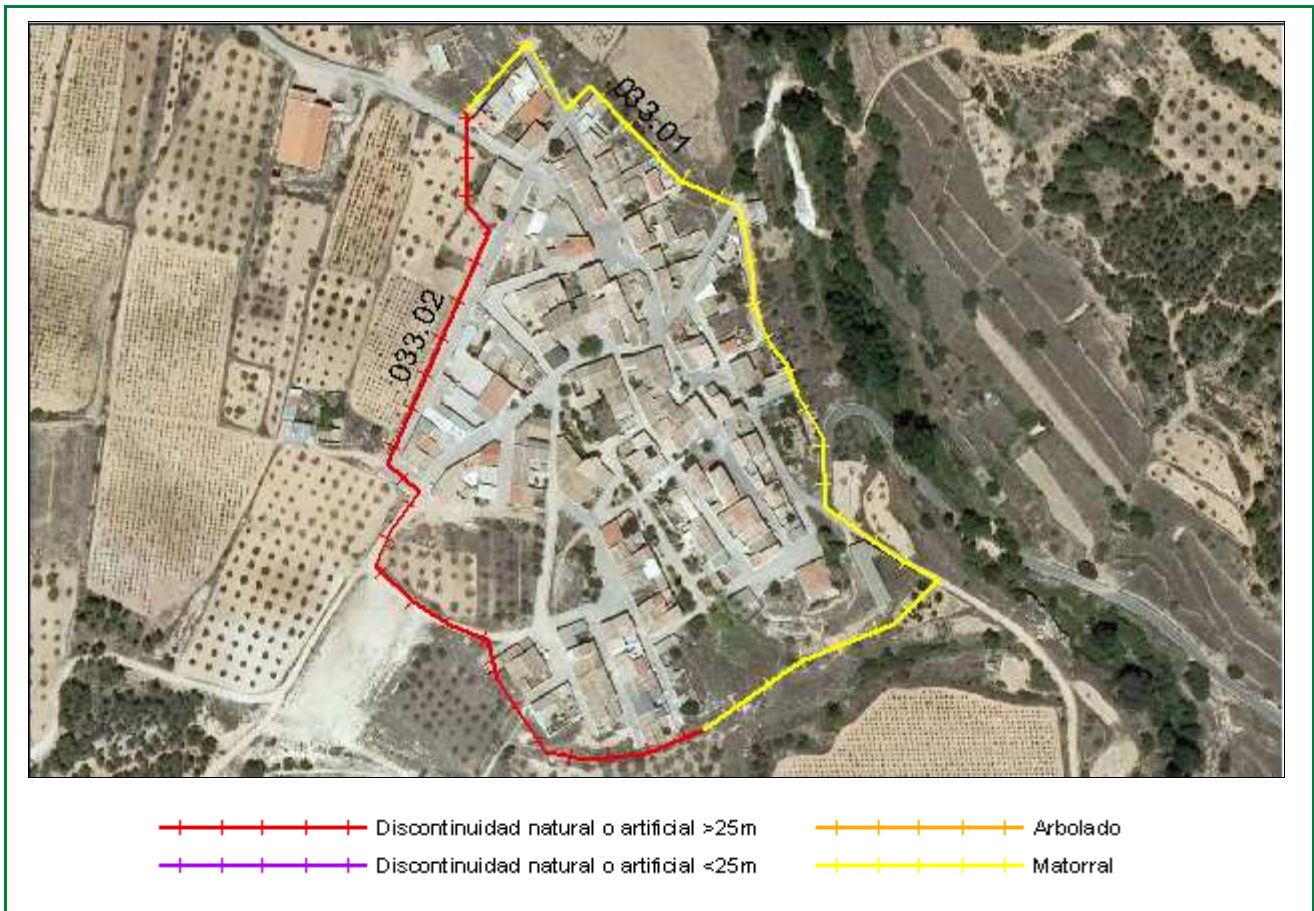 033.01
033.02
Discontinuidad natural o artificial >25m
Arbolado
Discontinuidad natural o artificial <25m
Matorral